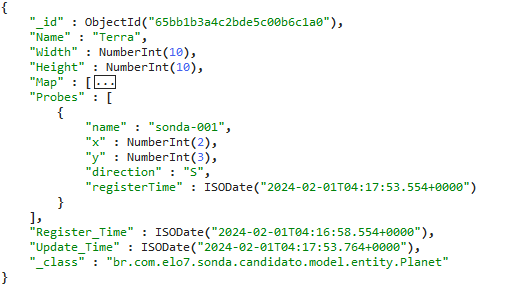 {
    "_id" : ObjectId("65bb1b3a4c2bde5c00b6c1a0"),
    "Name" : "Terra",
    "Width" : NumberInt(10),
    "Height" : NumberInt(10),
    "Map" : [...
    "Probes" : [
        {
            "name" : "sonda-001",
            "x" : NumberInt(2),
            "y" : NumberInt(3),
            "direction" : "S",
            "registerTime" : ISODate("2024-02-01T04:17:53.554+0000")
        }
    ],
    "Register_Time" : ISODate("2024-02-01T04:16:58.554+0000"),
    "Update_Time" : ISODate("2024-02-01T04:17:53.764+0000"),
    "_class" : "br.com.elo7.sonda.candidato.model.entity.Planet"
}